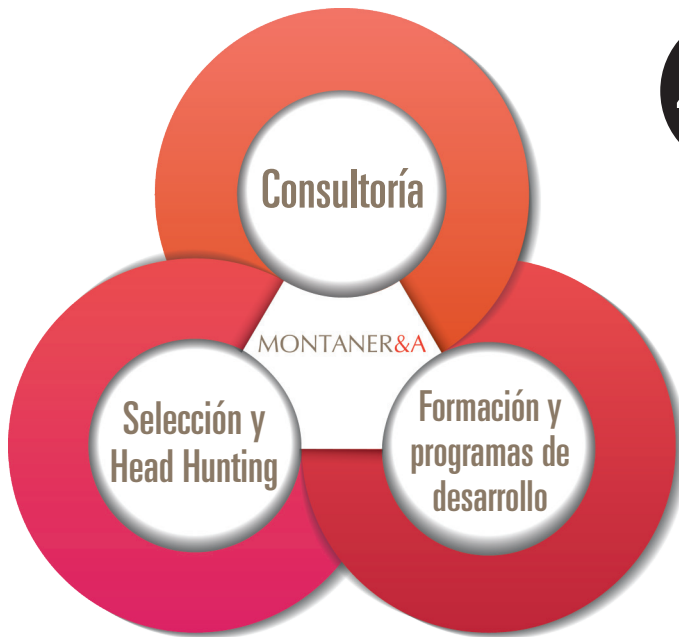 Consultoría
MONTANER&A
Selección y
Head Hunting
Formación y
programas de
desarrollo